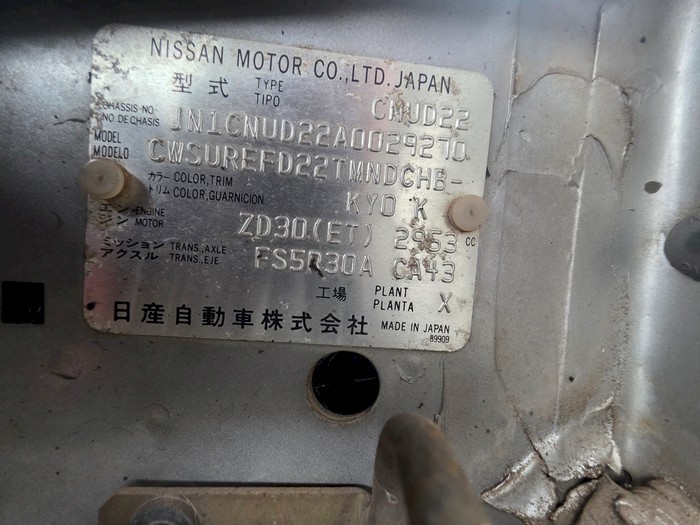 NISSAN MOTOR CO.,LTD. JAPAN
型式 TYPE TIPO CMUD22
CHASSIS NO. NO. DE CHASIS JN1CNUD22A0029270
MODEL MODELO CWSUREFD22TMNDCHB-
カラー COLOR,TRIM トリム COLOR,GUARNICION KY0 K
エンジン ENGINE MOTOR ZD30(ET) 2953 CC
ミッション TRANS.,AXLE アクスル TRANS.,EJE FS5R30A CA43
工場 PLANT PLANTA X
日産自動車株式会社 MADE IN JAPAN
89909